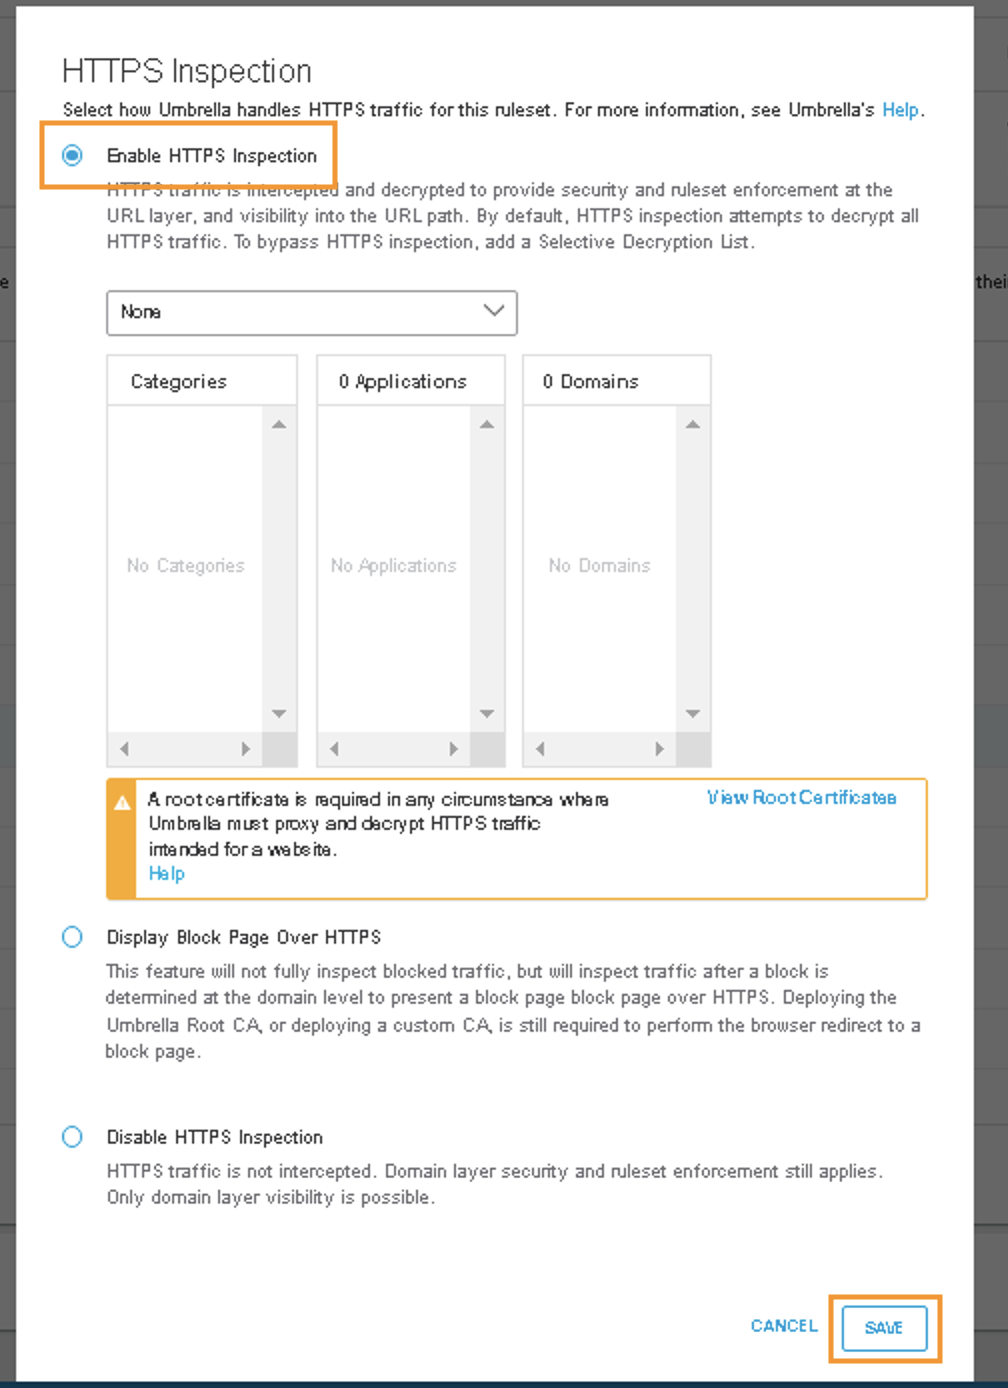 HTTPS Inspection
Select how Umbrella handles HTTPS traffic for this ruleset. For more information, see Umbrella's Help.
Enable HTTPS Inspection
HTTPS traffic is intercepted and decrypted to provide security and ruleset enforcement at the
URL layer, and visibility into the URL path. By default, HTTPS inspection attempts to decrypt all
HTTPS traffic. To bypass HTTPS inspection, add a Selective Decryption List.
e
thei
None
Categories
0 Applications
0 Domains
No Categories
No Applications
No Domains
A root certificate is required in any circumstance where
View Root Certificates
Umbrella must proxy and decrypt HTTPS traffic
intended for a website.
Help
Display Block Page Over HTTPS
This feature will not fully inspect blocked traffic, but will inspect traffic after a block is
determined at the domain level to present a block page block page over HTTPS. Deploying the
Umbrella Root CA, or deploying a custom CA, is still required to perform the browser redirect to a
block page.
Disable HTTPS Inspection
HTTPS traffic is not intercepted. Domain layer security and ruleset enforcement still applies.
Only domain layer visibility is possible.
CANCEL
SAVE